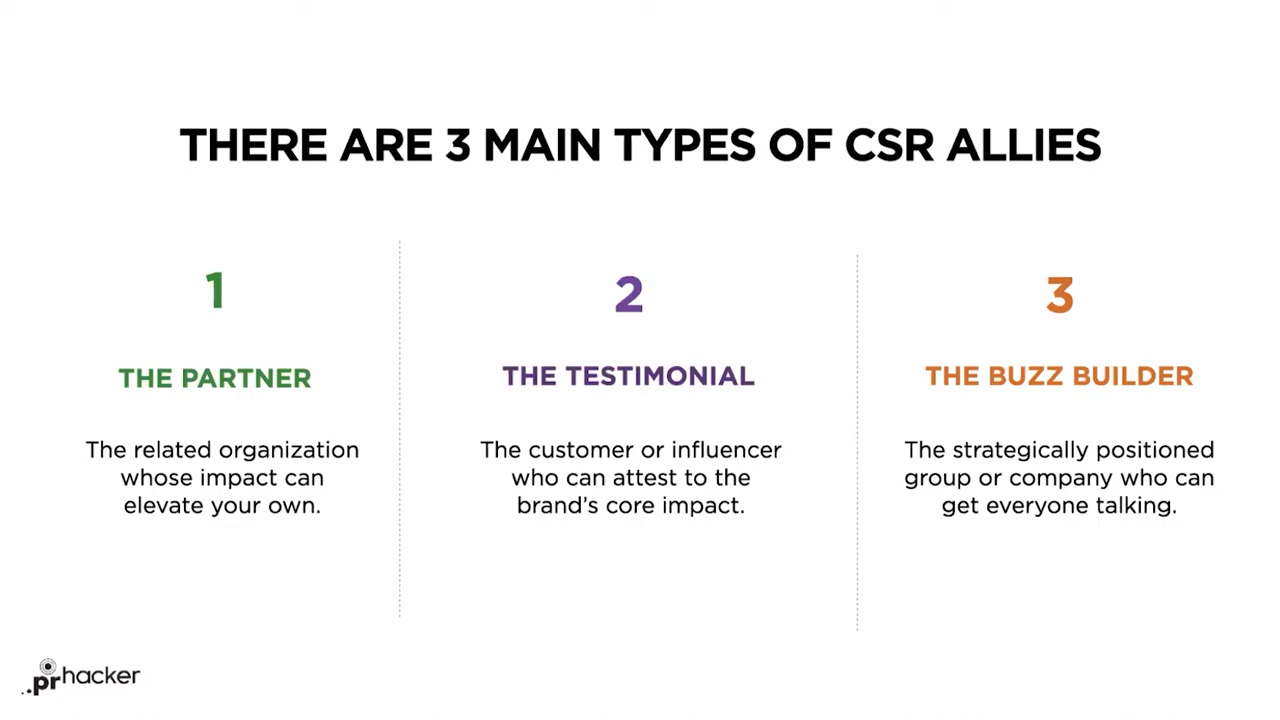 THERE ARE 3 MAIN TYPES OF CSR ALLIES
1
THE PARTNER
The related organization
whose impact can
elevate your own.
2
THE TESTIMONIAL
The customer or influencer
who can attest to the
brand's core impact.
3
THE BUZZ BUILDER
The strategically positioned
group or company who can
get everyone talking.
prhacker